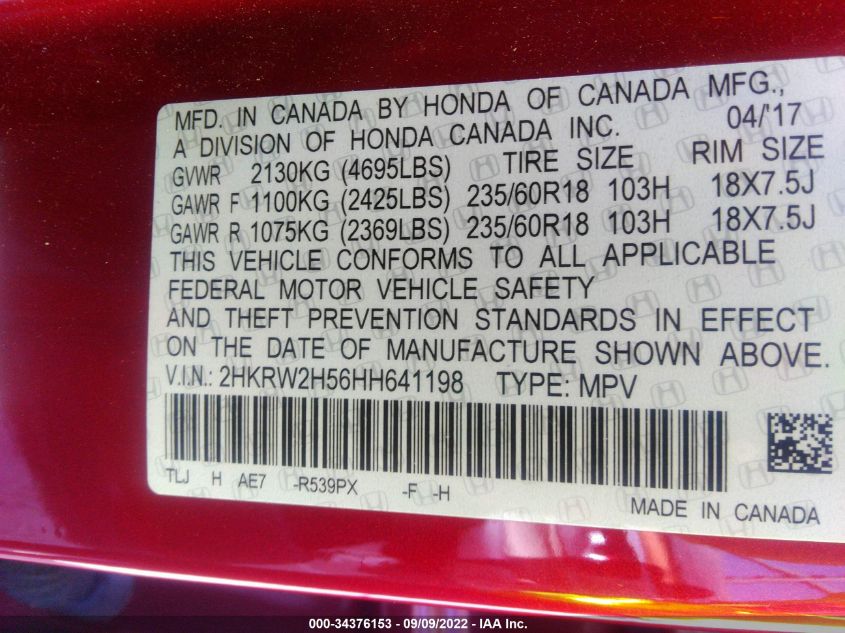 MFD. IN CANADA BY HONDA OF CANADA MFG.,
A DIVISION OF HONDA CANADA INC. 04/'17
GVWR 2130KG (4695LBS) TIRE SIZE RIM SIZE
GAWR F 1100KG (2425LBS) 235/60R18 103H 18X7.5J
GAWR R 1075KG (2369LBS) 235/60R18 103H 18X7.5J
THIS VEHICLE CONFORMS TO ALL APPLICABLE
FEDERAL MOTOR VEHICLE SAFETY
AND THEFT PREVENTION STANDARDS IN EFFECT
ON THE DATE OF MANUFACTURE SHOWN ABOVE.
V.I.N.: 2HKRW2H56HH641198 TYPE: MPV
TLJ H AE7 -R539PX -F -H
MADE IN CANADA
000-34376153 - 09/09/2022 - IAA Inc.